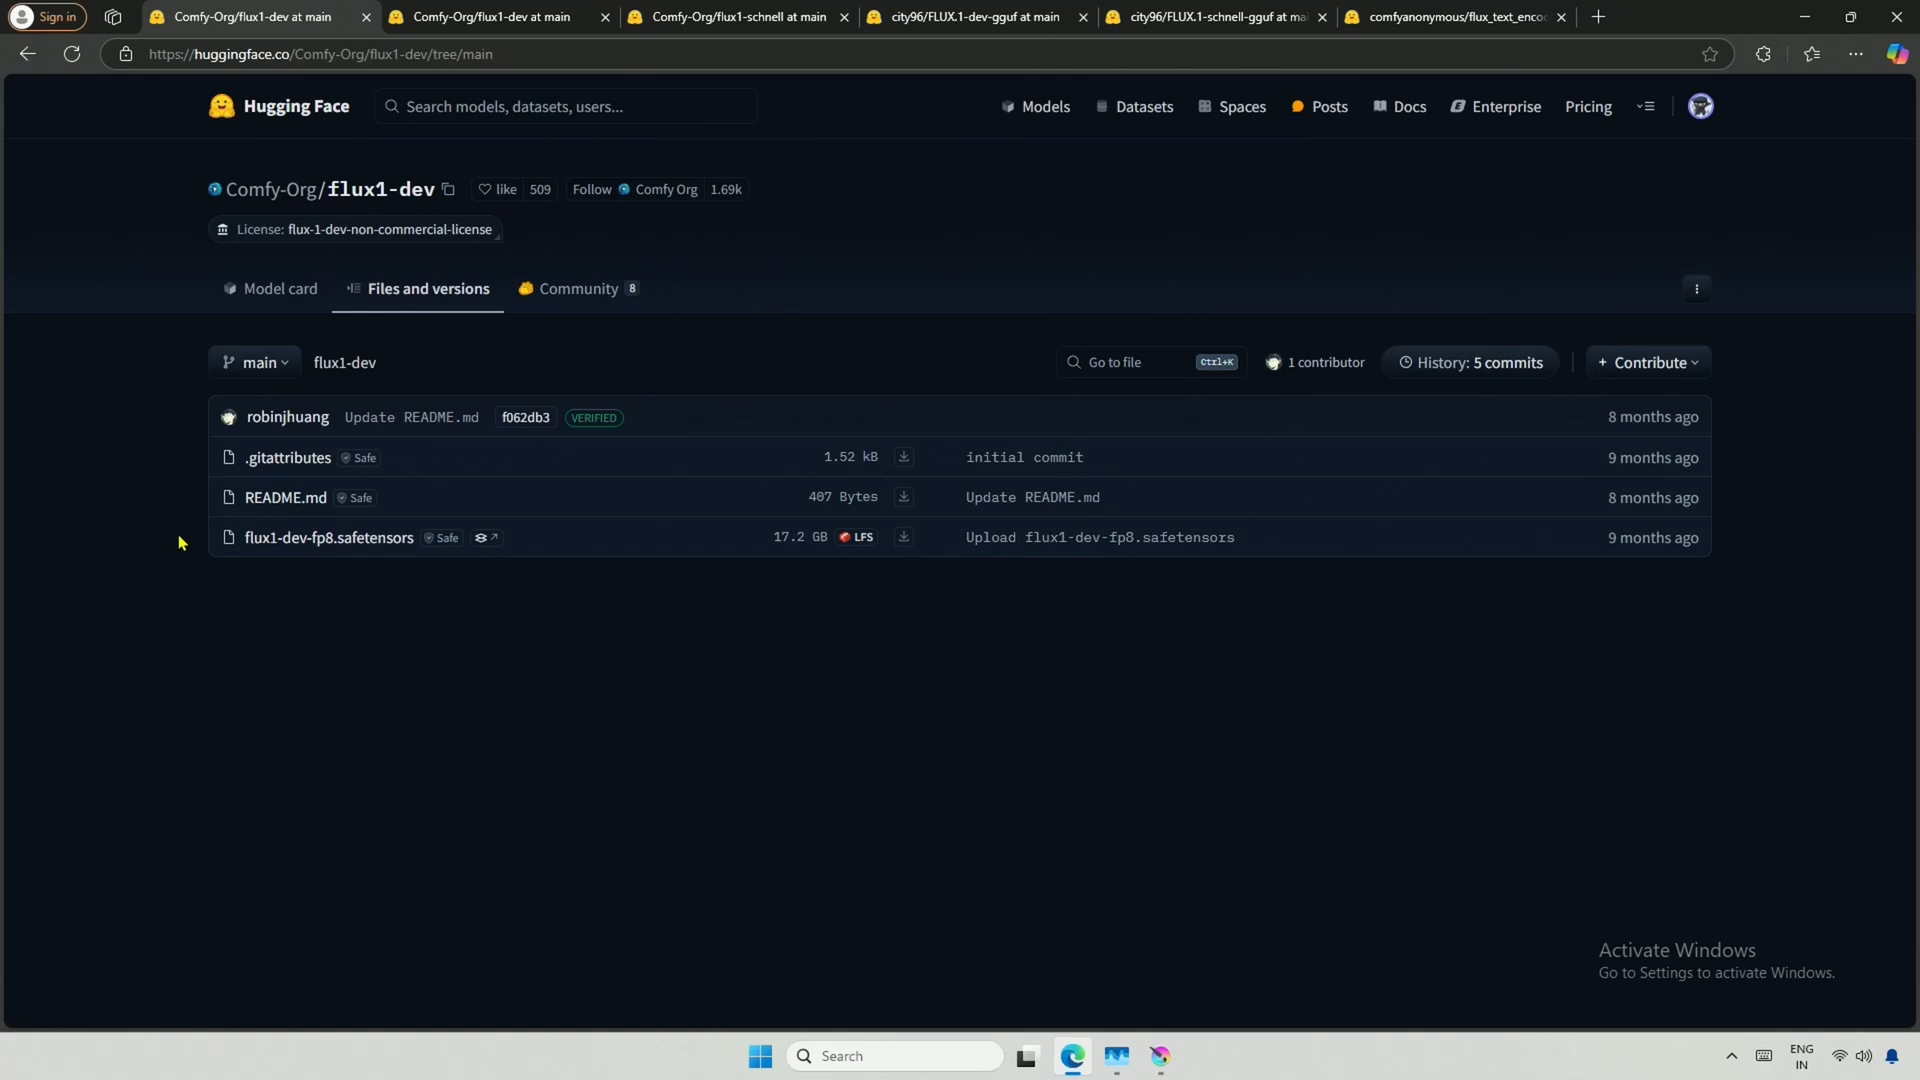 Sign in
Comfy-Org/flux1-dev at main
Comfy-Org/flux1-dev at main
Comfy-Org/flux1-schnell at main
city96/FLUX.1-dev-gguf at main
city96/FLUX.1-schnell-gguf at mai
comfyanonymous/flux_text_enco
https://huggingface.co/Comfy-Org/flux1-dev/tree/main
Hugging Face
Search models, datasets, users...
Models
Datasets
Spaces
Posts
Docs
Enterprise
Pricing
Comfy-Org/flux1-dev
like 509
Follow Comfy Org 1.69k
License: flux-1-dev-non-commercial-license
Model card
Files and versions
Community 8
main
flux1-dev
Go to file Ctrl+K
1 contributor
History: 5 commits
+ Contribute
robinjhuang Update README.md f062db3 VERIFIED 8 months ago
.gitattributes Safe 1.52 kB initial commit 9 months ago
README.md Safe 407 Bytes Update README.md 8 months ago
flux1-dev-fp8.safetensors Safe 17.2 GB LFS Upload flux1-dev-fp8.safetensors 9 months ago
Activate Windows
Go to Settings to activate Windows.
Search
ENG
IN